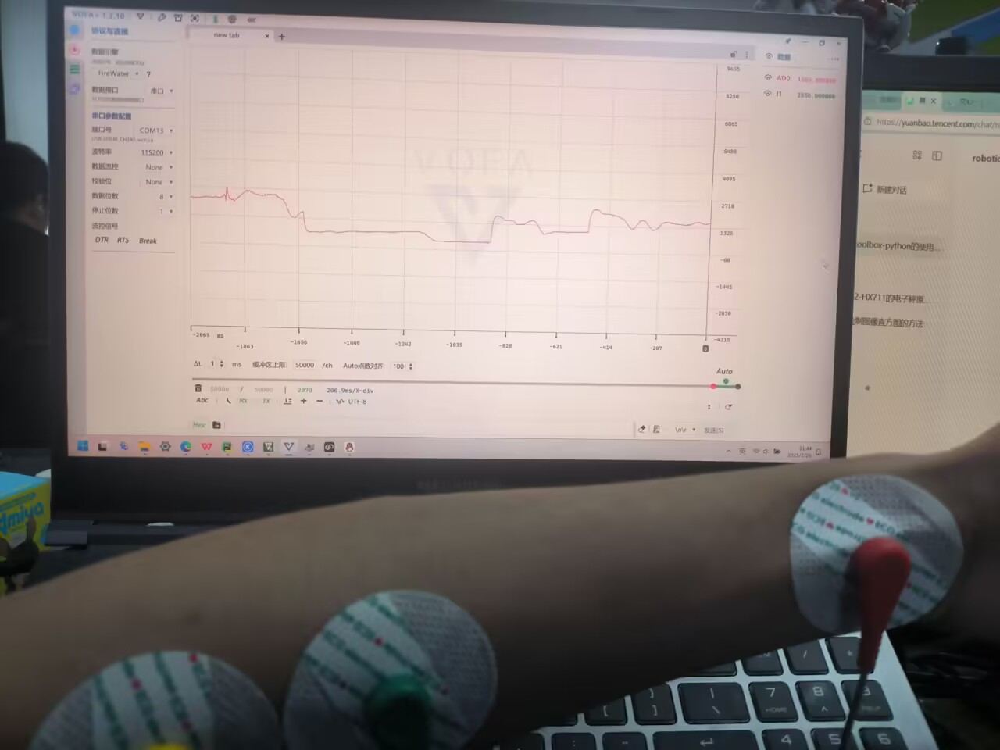 VOFA+ 1.3.10
协议与连接
new tab × +
数据引擎
FireWater ?
数据接口 串口
串口参数配置
端口号 COM13
波特率 115200
数据流控 None
校验位 None
数据位数 8
停止位数 1
流控信号
DTR RTS Break
VOFA
9635
8250
6865
5480
4095
2710
1325
-60
-1445
-2830
-4215
-2069 ms
-1863
-1656
-1449
-1242
-1035
-828
-621
-414
-207
0
Auto
Δt: 1 ms 缓冲区上限: 50000 /ch Auto点数对齐: 100
50000 / 50000 | 2070 206.9ms/X-div
Abc
UTF-8
Hex
\n\r
数据
AD0
I1
https://yuanbao.tencent.com/chat/
robotic
新建对话
oolbox-python的使用...
2-HX711的电子秤原...
绘制图像直方图的方法
ECG electrode
7
HOME
8
4
5
6